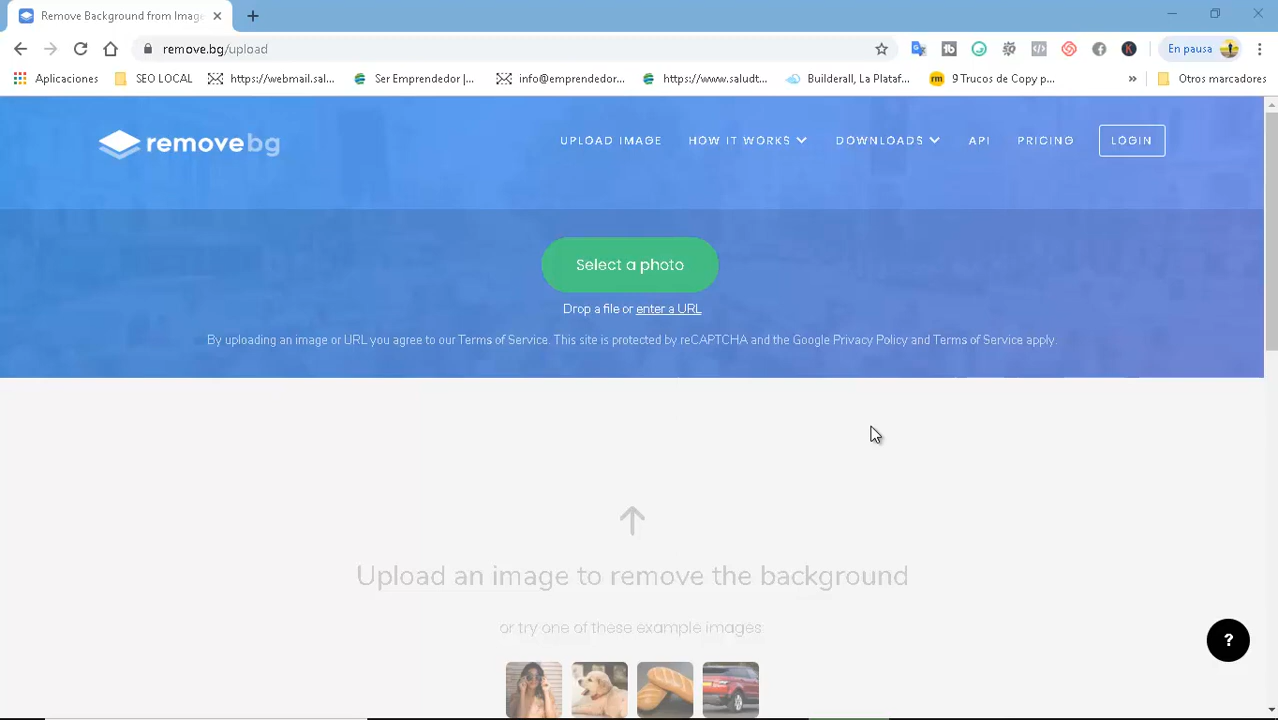 Remove Background from Image
remove.bg/upload
En pausa
Aplicaciones
SEO LOCAL
https://webmail.sal...
Ser Emprendedor |...
info@emprendedor...
https://www.saludt...
Builderall, La Plataf...
rm
9 Trucos de Copy p...
»
Otros marcadores
removebg
UPLOAD IMAGE
HOW IT WORKS
DOWNLOADS
API
PRICING
LOGIN
Select a photo
Drop a file or enter a URL
By uploading an image or URL you agree to our Terms of Service. This site is protected by reCAPTCHA and the Google Privacy Policy and Terms of Service apply.
Upload an image to remove the background
or try one of these example images
?